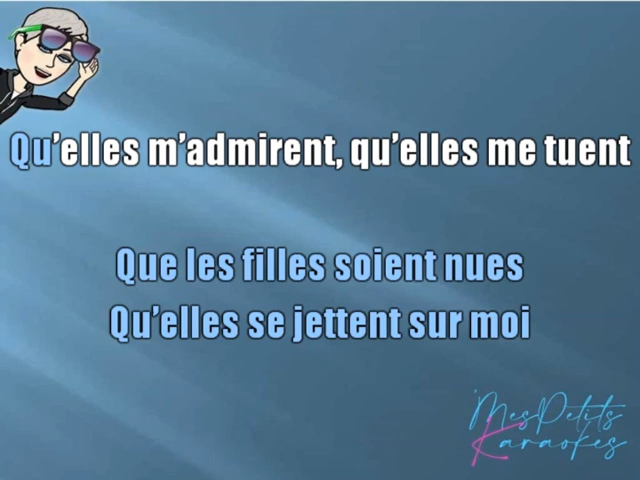 Qu'elles m'admirent, qu'elles me tuent
Que les filles soient nues
Qu'elles se jettent sur moi
MesPetits
Karaokes